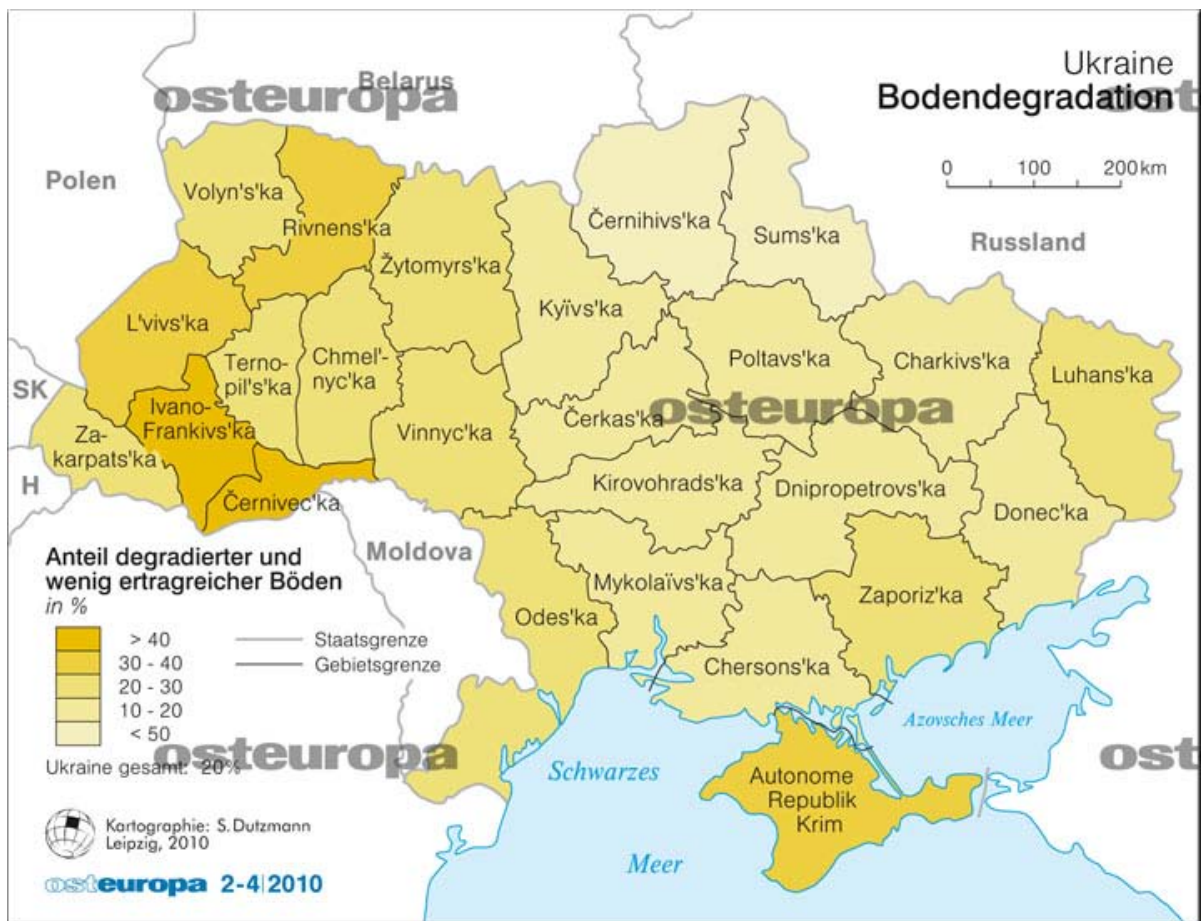 Ukraine
Bodendegradation
0 100 200 km
osteuropa
Belarus
ost
Polen
Russland
SK
H
Moldova
Volyn's'ka
Rivnens'ka
Žytomyrs'ka
Kyïvs'ka
Černihivs'ka
Sums'ka
L'vivs'ka
Terno-
pil's'ka
Chmel'-
nyc'ka
Poltavs'ka
Charkivs'ka
Luhans'ka
osteuropa
Ivano-
Frankivs'ka
Za-
karpats'ka
Vinnyc'ka
Čerkas'ka
Kirovohrads'ka
Dnipropetrovs'ka
Donec'ka
Černivec'ka
Odes'ka
Mykolaïvs'ka
Zaporiz'ka
Chersons'ka
Autonome
Republik
Krim
Azovsches Meer
Schwarzes
Meer
Anteil degradierter und
wenig ertragreicher Böden
in %
> 40
30 - 40
20 - 30
10 - 20
< 50
Staatsgrenze
Gebietsgrenze
Ukraine gesamt: 20%
osteuropa
ost
Kartographie: S. Dutzmann
Leipzig, 2010
osteuropa 2-4|2010